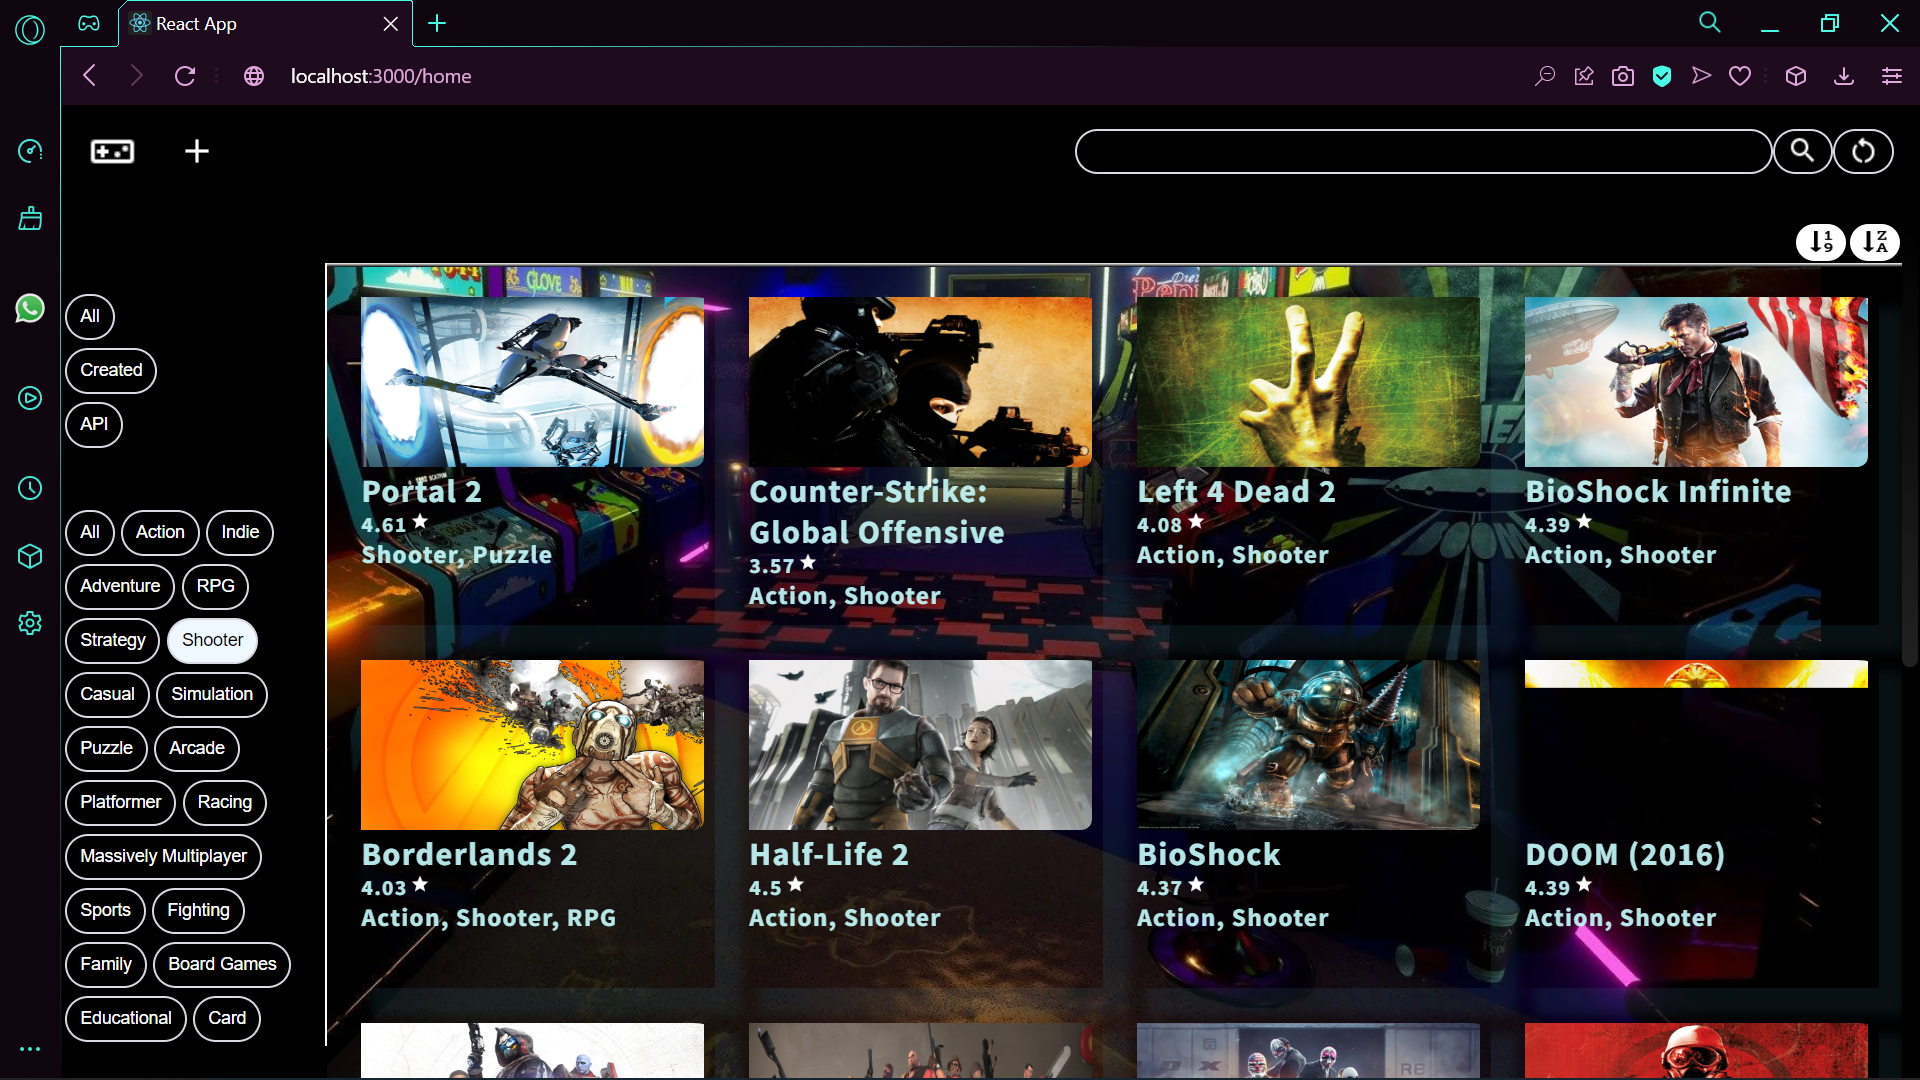 React App
localhost:3000/home
1
9
Z
A
GLOVE
All
Created
API
All Action Indie
Adventure RPG
Strategy Shooter
Casual Simulation
Puzzle Arcade
Platformer Racing
Massively Multiplayer
Sports Fighting
Family Board Games
Educational Card
Portal 2
4.61
Shooter, Puzzle
Counter-Strike:
Global Offensive
3.57
Action, Shooter
Left 4 Dead 2
4.08
Action, Shooter
BioShock Infinite
4.39
Action, Shooter
Borderlands 2
4.03
Action, Shooter, RPG
Half-Life 2
4.5
Action, Shooter
BioShock
4.37
Action, Shooter
DOOM (2016)
4.39
Action, Shooter
RB